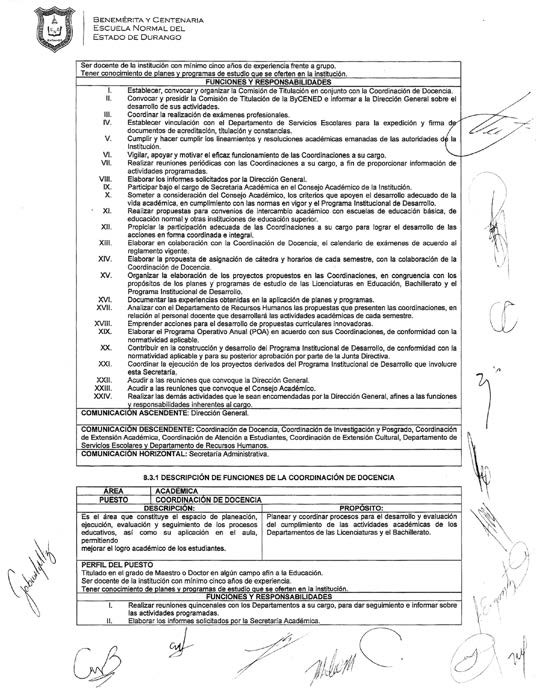 BENEMÉRITA Y CENTENARIA
ESCUELA NORMAL DEL
ESTADO DE DURANGO
Ser docente de la institución con mínimo cinco años de experiencia frente a grupo.
Tener conocimiento de planes y programas de estudio que se oferten en la institución.
FUNCIONES Y RESPONSABILIDADES
I. Establecer, convocar y organizar la Comisión de Titulación en conjunto con la Coordinación de Docencia.
II. Convocar y presidir la Comisión de Titulación de la ByCENED e informar a la Dirección General sobre el
desarrollo de sus actividades.
III. Coordinar la realización de exámenes profesionales.
IV. Establecer vinculación con el Departamento de Servicios Escolares para la expedición y firma de
documentos de acreditación, titulación y constancias.
V. Cumplir y hacer cumplir los lineamientos y resoluciones académicas emanadas de las autoridades de la
Institución.
VI. Vigilar, apoyar y motivar el eficaz funcionamiento de las Coordinaciones a su cargo.
VII. Realizar reuniones periódicas con las Coordinaciones a su cargo, a fin de proporcionar información de
actividades programadas.
VIII. Elaborar los informes solicitados por la Dirección General.
IX. Participar bajo el cargo de Secretaría Académica en el Consejo Académico de la Institución.
X. Someter a consideración del Consejo Académico, los criterios que apoyen el desarrollo adecuado de la
vida académica, en cumplimiento con las normas en vigor y el Programa Institucional de Desarrollo.
XI. Realizar propuestas para convenios de intercambio académico con escuelas de educación básica, de
educación normal y otras instituciones de educación superior.
XII. Propiciar la participación adecuada de las Coordinaciones a su cargo para lograr el desarrollo de las
acciones en forma coordinada e integral.
XIII. Elaborar en colaboración con la Coordinación de Docencia, el calendario de exámenes de acuerdo al
reglamento vigente.
XIV. Elaborar la propuesta de asignación de cátedra y horarios de cada semestre, con la colaboración de la
Coordinación de Docencia.
XV. Organizar la elaboración de los proyectos propuestos en las Coordinaciones, en congruencia con los
propósitos de los planes y programas de estudio de las Licenciaturas en Educación, Bachillerato y el
Programa Institucional de Desarrollo.
XVI. Documentar las experiencias obtenidas en la aplicación de planes y programas.
XVII. Analizar con el Departamento de Recursos Humanos las propuestas que presenten las coordinaciones, en
relación al personal docente que desarrollará las actividades académicas de cada semestre.
XVIII. Emprender acciones para el desarrollo de propuestas curriculares innovadoras.
XIX. Elaborar el Programa Operativo Anual (POA) en acuerdo con sus Coordinaciones, de conformidad con la
normatividad aplicable.
XX. Contribuir en la construcción y desarrollo del Programa Institucional de Desarrollo, de conformidad con la
normatividad aplicable y para su posterior aprobación por parte de la Junta Directiva.
XXI. Coordinar la ejecución de los proyectos derivados del Programa Institucional de Desarrollo que involucre
esta Secretaría.
XXII. Acudir a las reuniones que convoque la Dirección General.
XXIII. Acudir a las reuniones que convoque el Consejo Académico.
XXIV. Realizar las demás actividades que le sean encomendadas por la Dirección General, afines a las funciones
y responsabilidades inherentes al cargo.
COMUNICACIÓN ASCENDENTE: Dirección General.
COMUNICACIÓN DESCENDENTE: Coordinación de Docencia, Coordinación de Investigación y Posgrado, Coordinación
de Extensión Académica, Coordinación de Atención a Estudiantes, Coordinación de Extensión Cultural, Departamento de
Servicios Escolares y Departamento de Recursos Humanos.
COMUNICACIÓN HORIZONTAL: Secretaría Administrativa.
8.3.1 DESCRIPCIÓN DE FUNCIONES DE LA COORDINACIÓN DE DOCENCIA
ÁREA ACADÉMICA
PUESTO COORDINACIÓN DE DOCENCIA
DESCRIPCIÓN: PROPÓSITO:
Es el área que constituye el espacio de planeación,
ejecución, evaluación y seguimiento de los procesos
educativos, así como su aplicación en el aula,
permitiendo
mejorar el logro académico de los estudiantes.
Planear y coordinar procesos para el desarrollo y evaluación
del cumplimiento de las actividades académicas de los
Departamentos de las Licenciaturas y el Bachillerato.
PERFIL DEL PUESTO
Titulado en el grado de Maestro o Doctor en algún campo afín a la Educación.
Ser docente de la institución con mínimo cinco años de experiencia.
Tener conocimiento de planes y programas de estudio que se oferten en la institución.
FUNCIONES Y RESPONSABILIDADES
I. Realizar reuniones quincenales con los Departamentos a su cargo, para dar seguimiento e informar sobre
las actividades programadas.
II. Elaborar los informes solicitados por la Secretaría Académica.